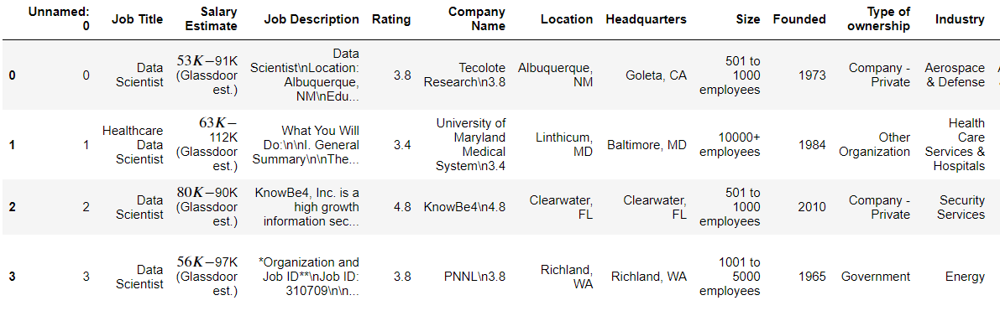 Unnamed: 0 Job Title Salary Estimate Job Description Rating Company Name Location Headquarters Size Founded Type of ownership Industry
0 0 Data Scientist 53K−91K (Glassdoor est.) Data Scientist\nLocation: Albuquerque, NM\nEdu... 3.8 Tecolote Research\n3.8 Albuquerque, NM Goleta, CA 501 to 1000 employees 1973 Company - Private Aerospace & Defense
1 1 Healthcare Data Scientist 63K−112K (Glassdoor est.) What You Will Do:\n\nI. General Summary\n\nThe... 3.4 University of Maryland Medical System\n3.4 Linthicum, MD Baltimore, MD 10000+ employees 1984 Other Organization Health Care Services & Hospitals
2 2 Data Scientist 80K−90K (Glassdoor est.) KnowBe4, Inc. is a high growth information sec... 4.8 KnowBe4\n4.8 Clearwater, FL Clearwater, FL 501 to 1000 employees 2010 Company - Private Security Services
3 3 Data Scientist 56K−97K (Glassdoor est.) *Organization and Job ID**\nJob ID: 310709\n\n... 3.8 PNNL\n3.8 Richland, WA Richland, WA 1001 to 5000 employees 1965 Government Energy